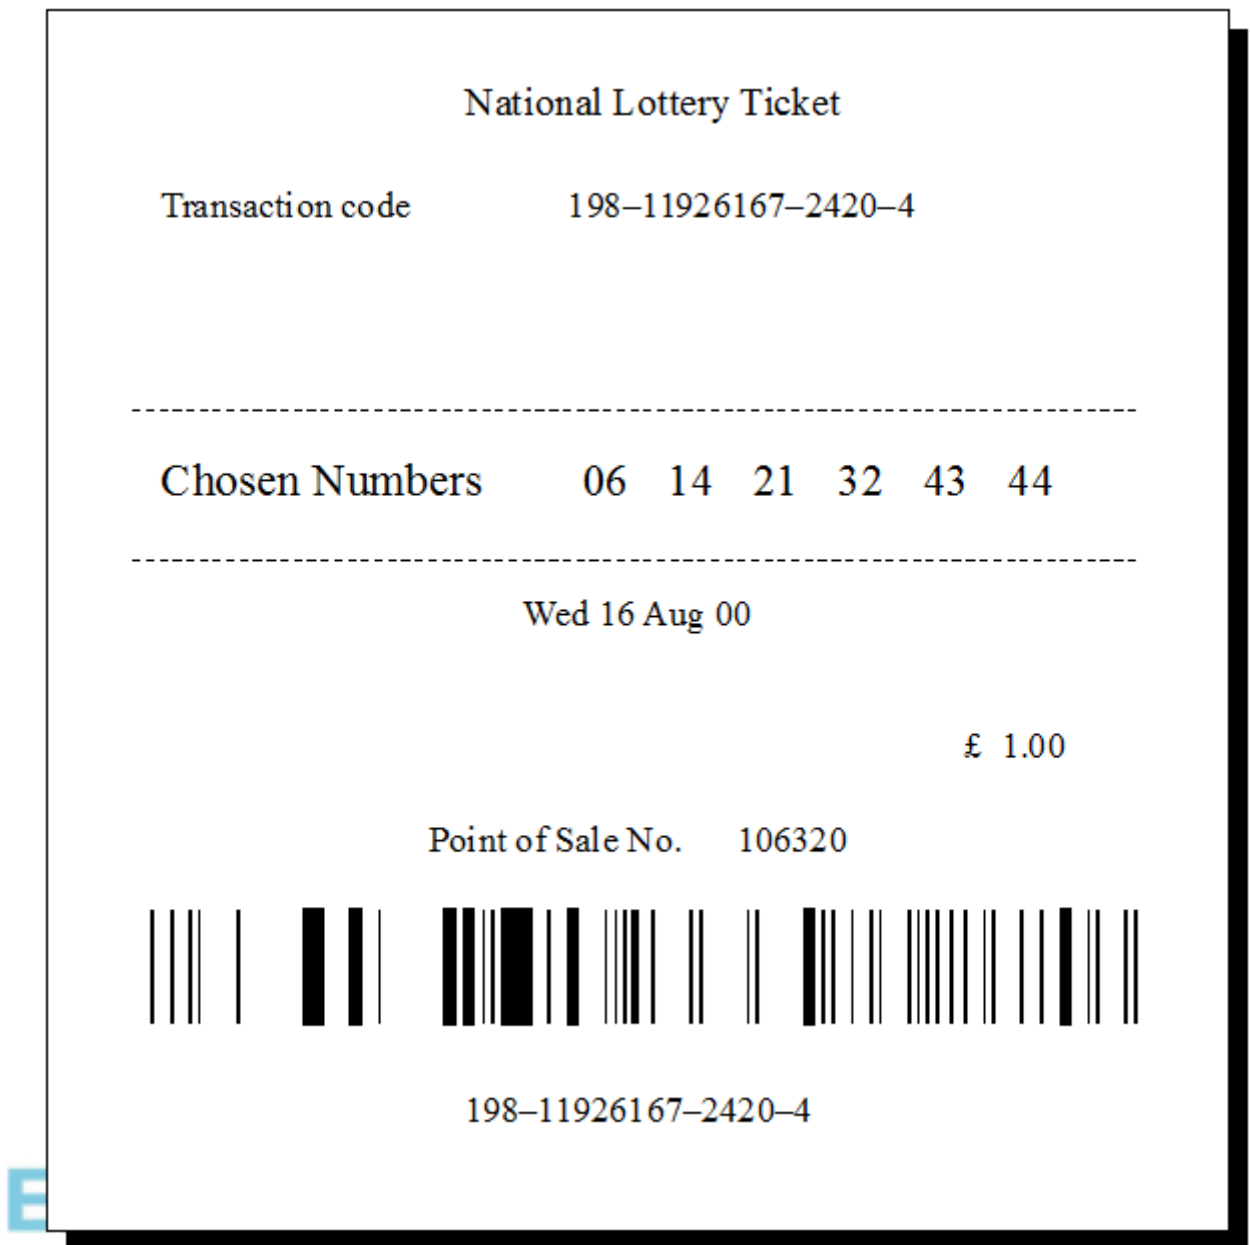 National Lottery Ticket
Transaction code 198–11926167–2420–4
Chosen Numbers 06 14 21 32 43 44
Wed 16 Aug 00
£ 1.00
Point of Sale No. 106320
198–11926167–2420–4
E